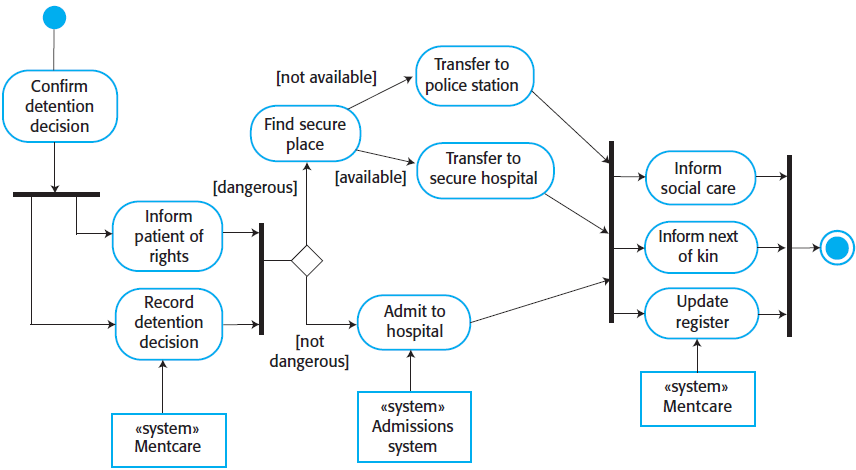 Confirm
detention
decision
Inform
patient of
rights
Record
detention
decision
«system»
Mentcare
[dangerous]
[not
dangerous]
Find secure
place
[not available]
[available]
Transfer to
police station
Transfer to
secure hospital
Admit to
hospital
«system»
Admissions
system
Inform
social care
Inform next
of kin
Update
register
«system»
Mentcare